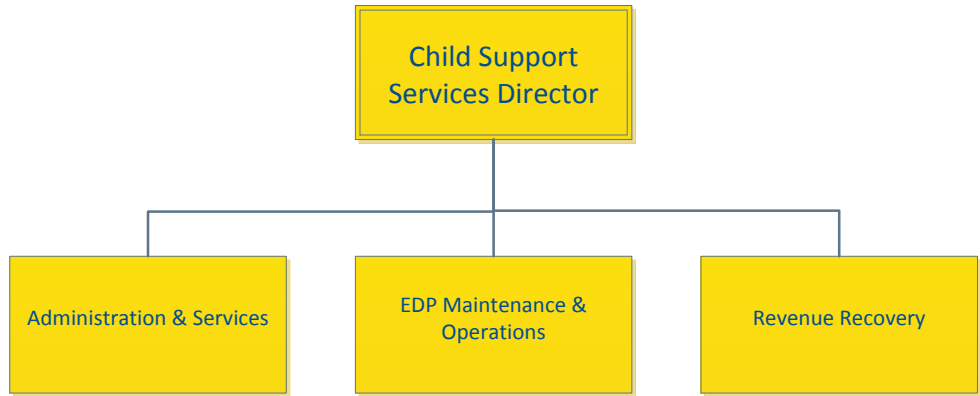 Child Support
Services Director
Administration & Services
EDP Maintenance &
Operations
Revenue Recovery